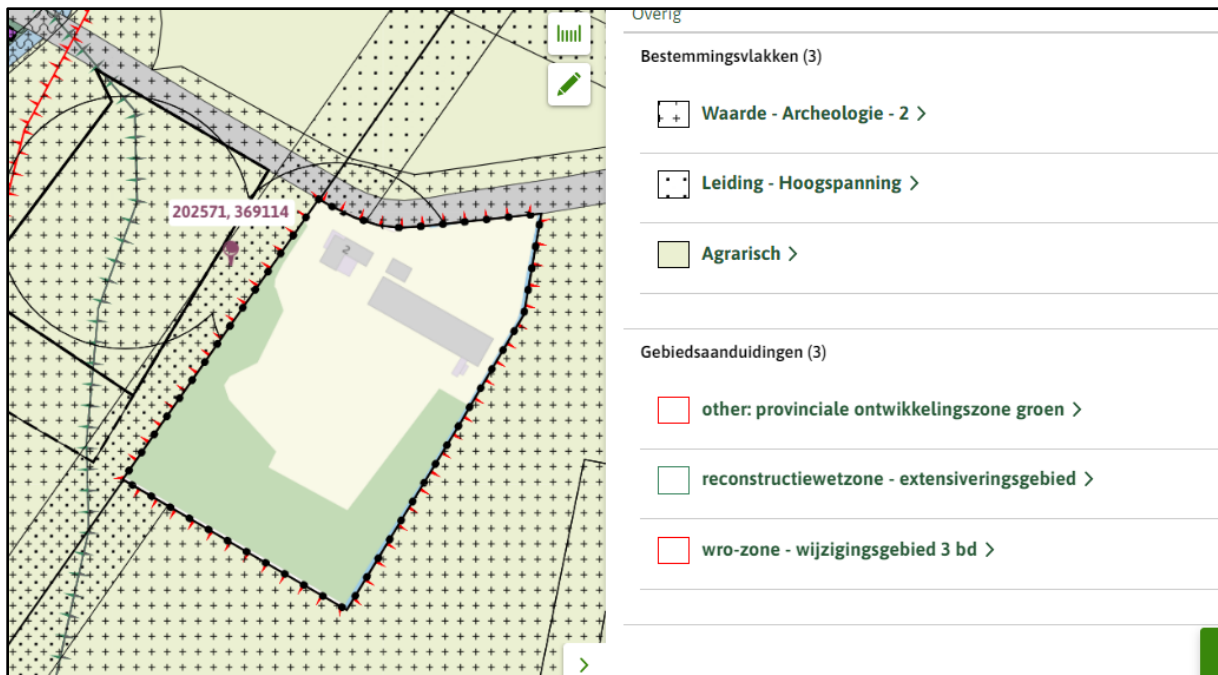 Overig
Bestemmingsvlakken (3)
Waarde - Archeologie - 2
Leiding - Hoogspanning
Agrarisch
202571, 369114
2
Gebiedsaanduidingen (3)
other: provinciale ontwikkelingszone groen
reconstructiewetzone - extensiveringsgebied
wro-zone - wijzigingsgebied 3 bd